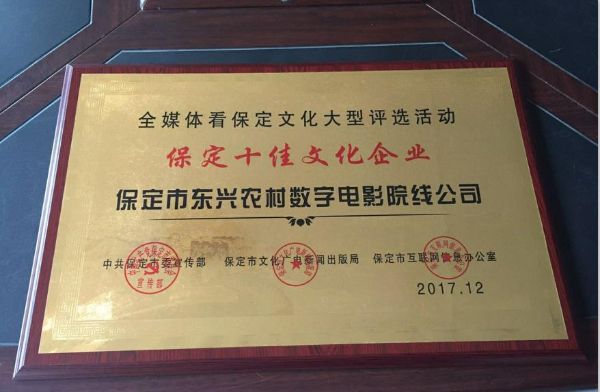 全媒体看保定文化大型评选活动
保定十佳文化企业
保定市东兴农村数字电影院线公司
中共保定市委宣传部 保定市文化广电新闻出版局 保定市互联网信息办公室
宣传部
2017.12